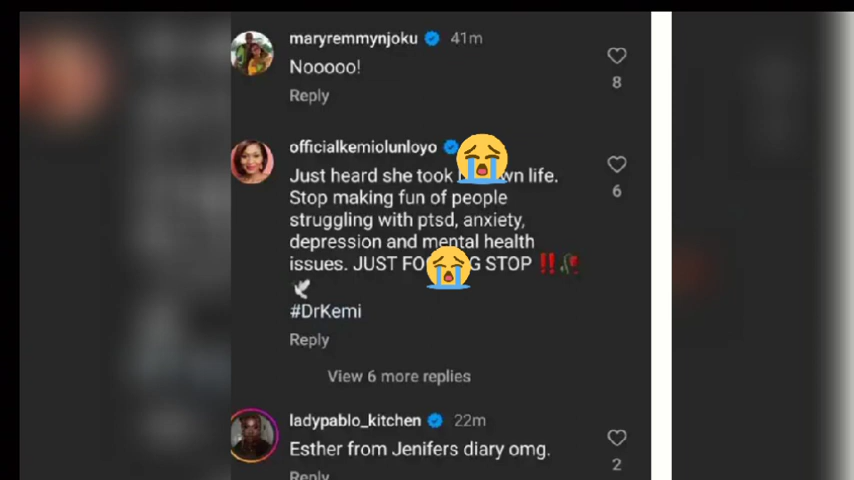 maryremmynjoku 41m
Nooooo!
8
Reply
officialkemiolunloyo
Just heard she took wn life.
6
Stop making fun of people
struggling with ptsd, anxiety,
depression and mental health
issues. JUST FO G STOP ‼️🥀
🕊️
#DrKemi
Reply
View 6 more replies
ladypablo_kitchen 22m
Esther from Jenifers diary omg.
2
Reply